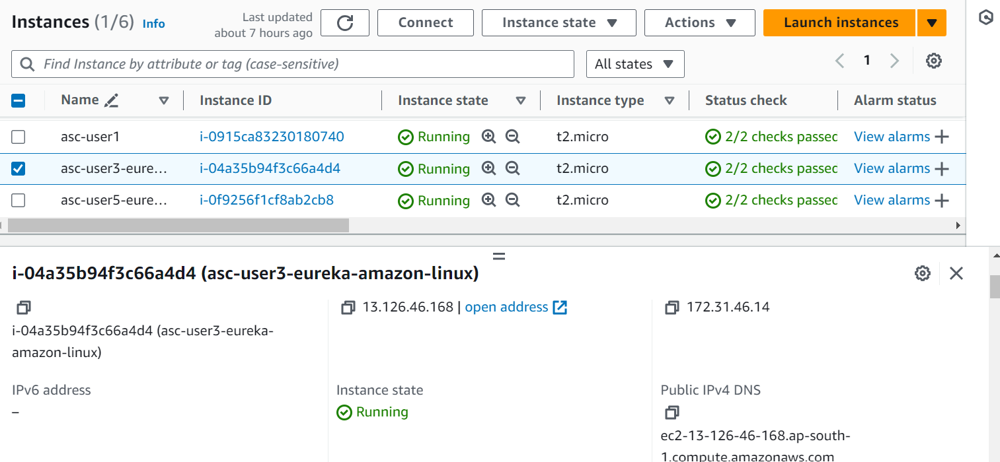 Instances (1/6) Info
Last updated
about 7 hours ago
Connect
Instance state
Actions
Launch instances
Find Instance by attribute or tag (case-sensitive)
All states
1
Name Instance ID Instance state Instance type Status check Alarm status
asc-user1 i-0915ca83230180740 Running t2.micro 2/2 checks passed View alarms
asc-user3-eure... i-04a35b94f3c66a4d4 Running t2.micro 2/2 checks passed View alarms
asc-user5-eure... i-0f9256f1cf8ab2cb8 Running t2.micro 2/2 checks passed View alarms
i-04a35b94f3c66a4d4 (asc-user3-eureka-amazon-linux)
i-04a35b94f3c66a4d4 (asc-user3-eureka-
amazon-linux)
13.126.46.168 | open address
172.31.46.14
IPv6 address
–
Instance state
Running
Public IPv4 DNS
ec2-13-126-46-168.ap-south-
1.compute.amazonaws.com